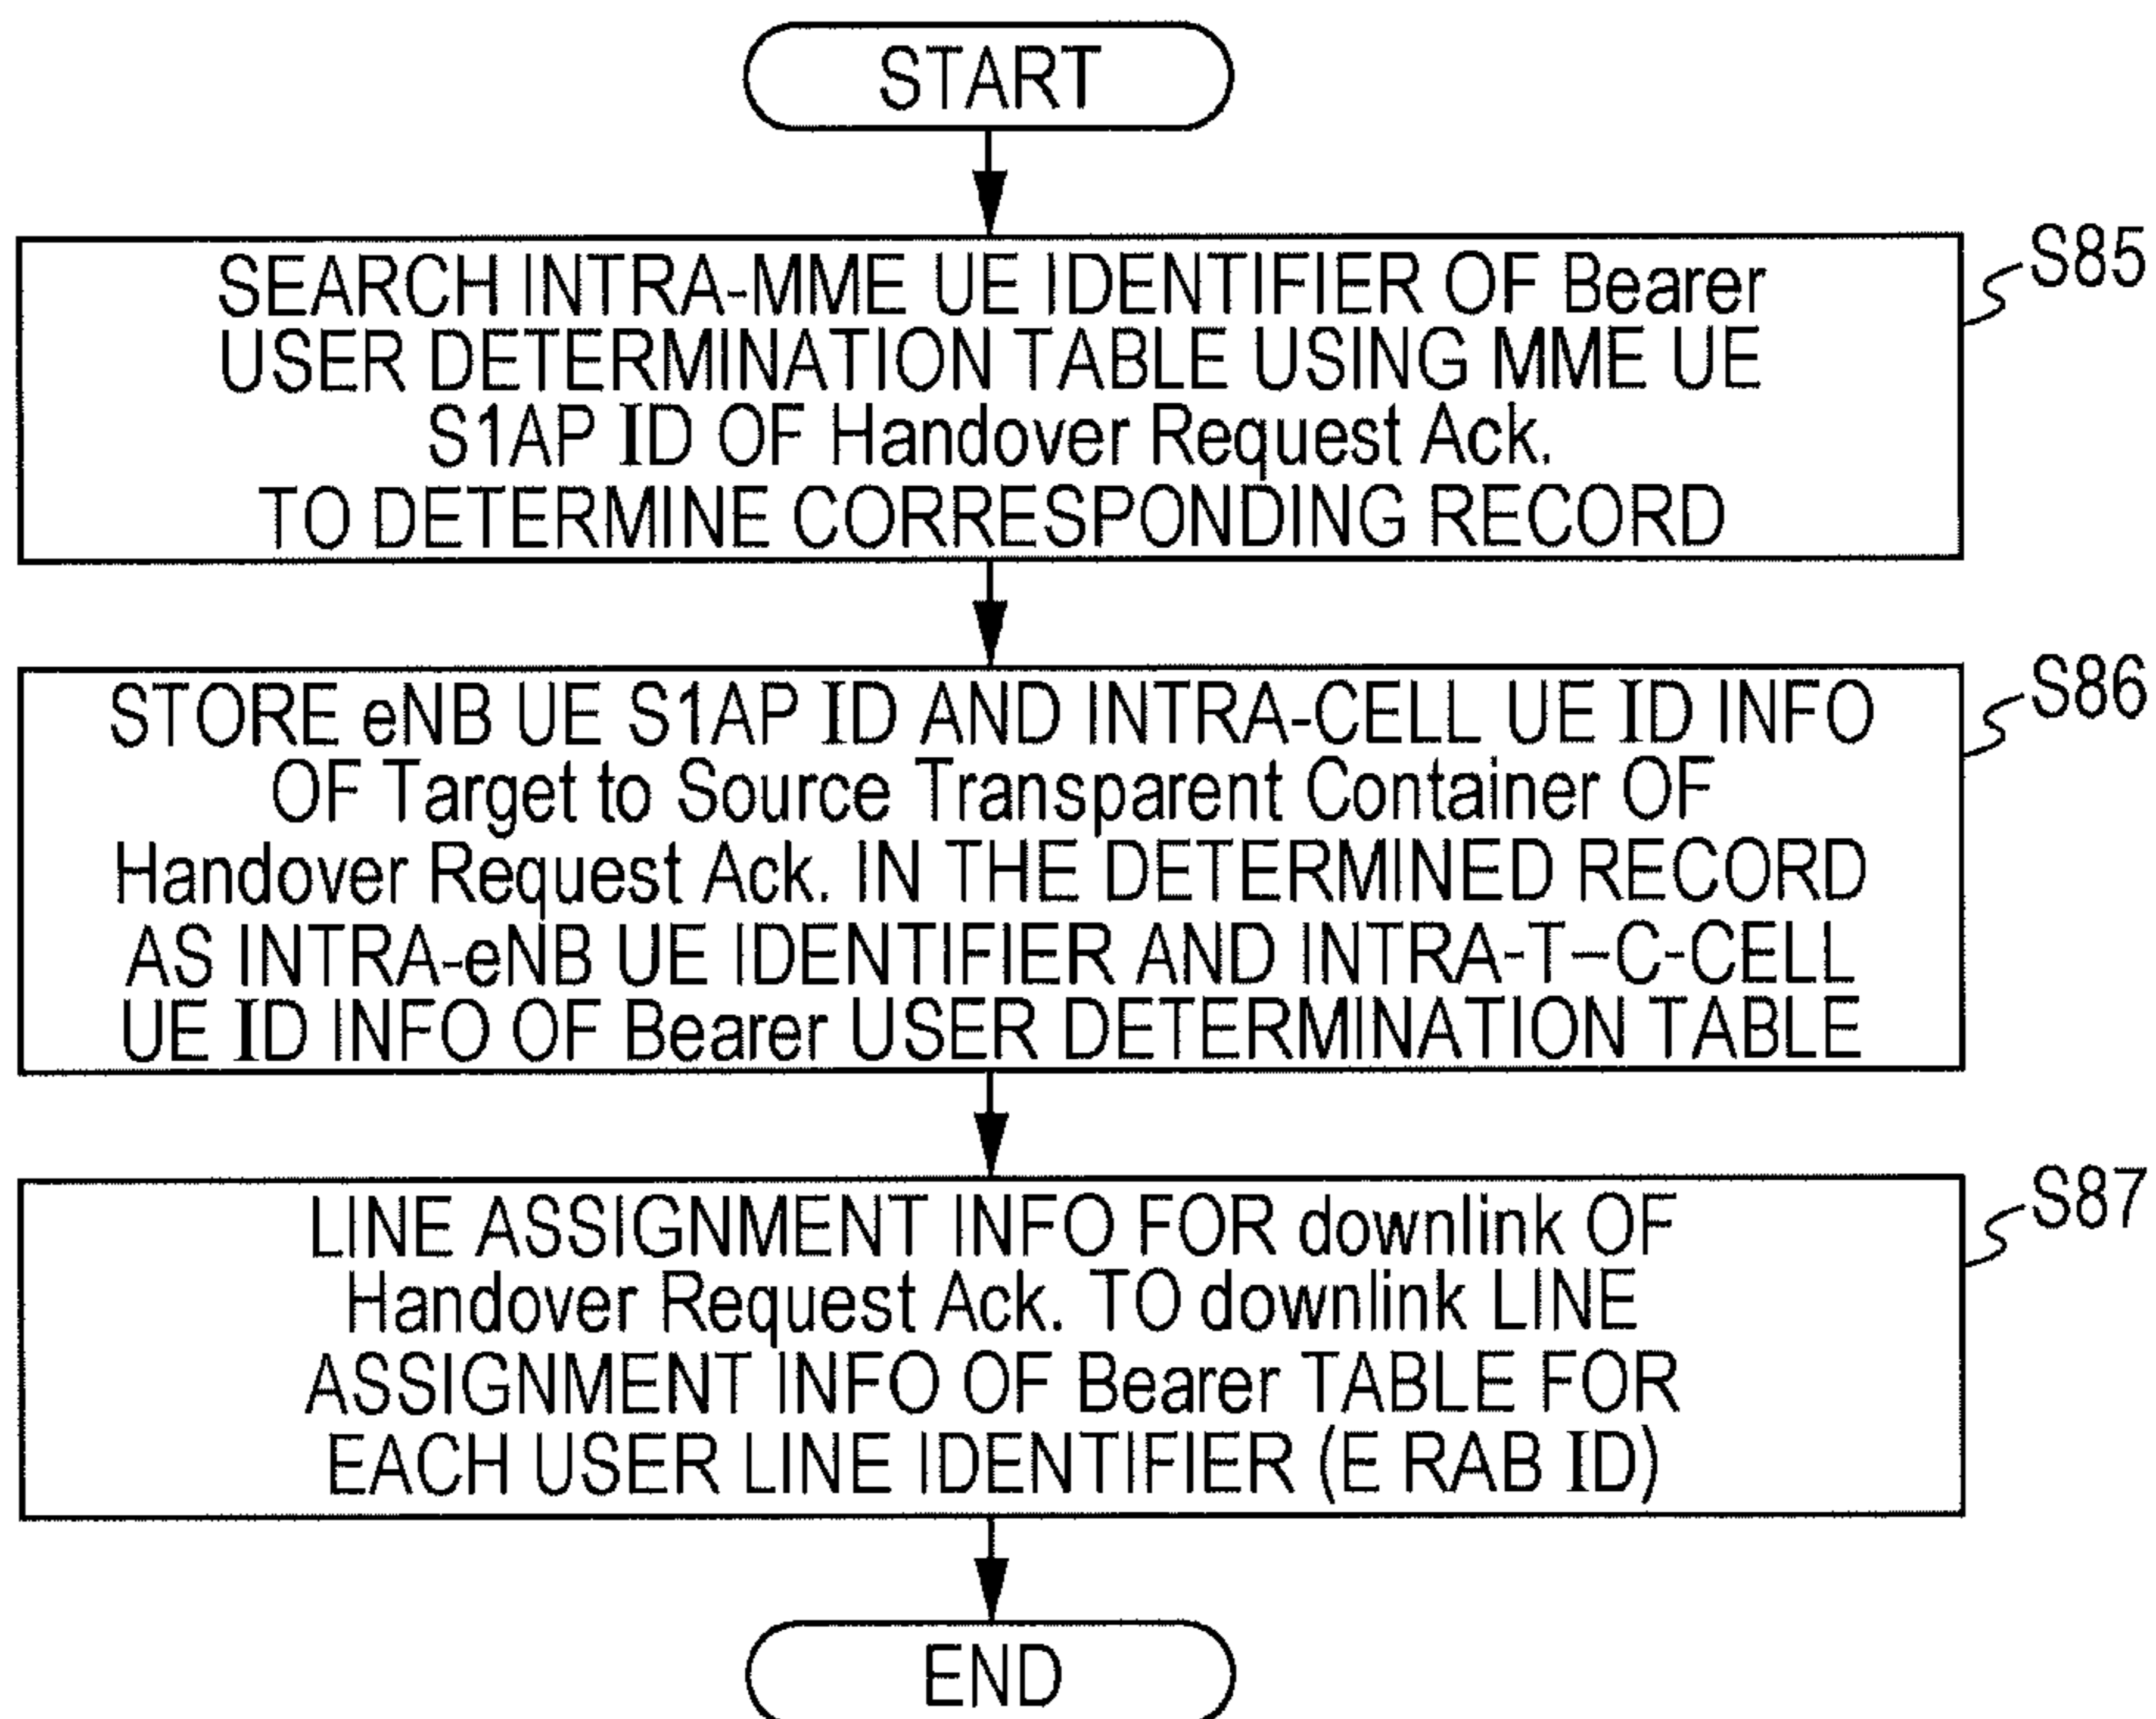 START
S85
SEARCH INTRA-MME UE IDENTIFIER OF Bearer
USER DETERMINATION TABLE USING MME UE
S1AP ID OF Handover Request Ack.
TO DETERMINE CORRESPONDING RECORD
S86
STORE eNB UE S1AP ID AND INTRA-CELL UE ID INFO
OF Target to Source Transparent Container OF
Handover Request Ack. IN THE DETERMINED RECORD
AS INTRA-eNB UE IDENTIFIER AND INTRA-T-C-CELL
UE ID INFO OF Bearer USER DETERMINATION TABLE
S87
LINE ASSIGNMENT INFO FOR downlink OF
Handover Request Ack. TO downlink LINE
ASSIGNMENT INFO OF Bearer TABLE FOR
EACH USER LINE IDENTIFIER (E RAB ID)
END